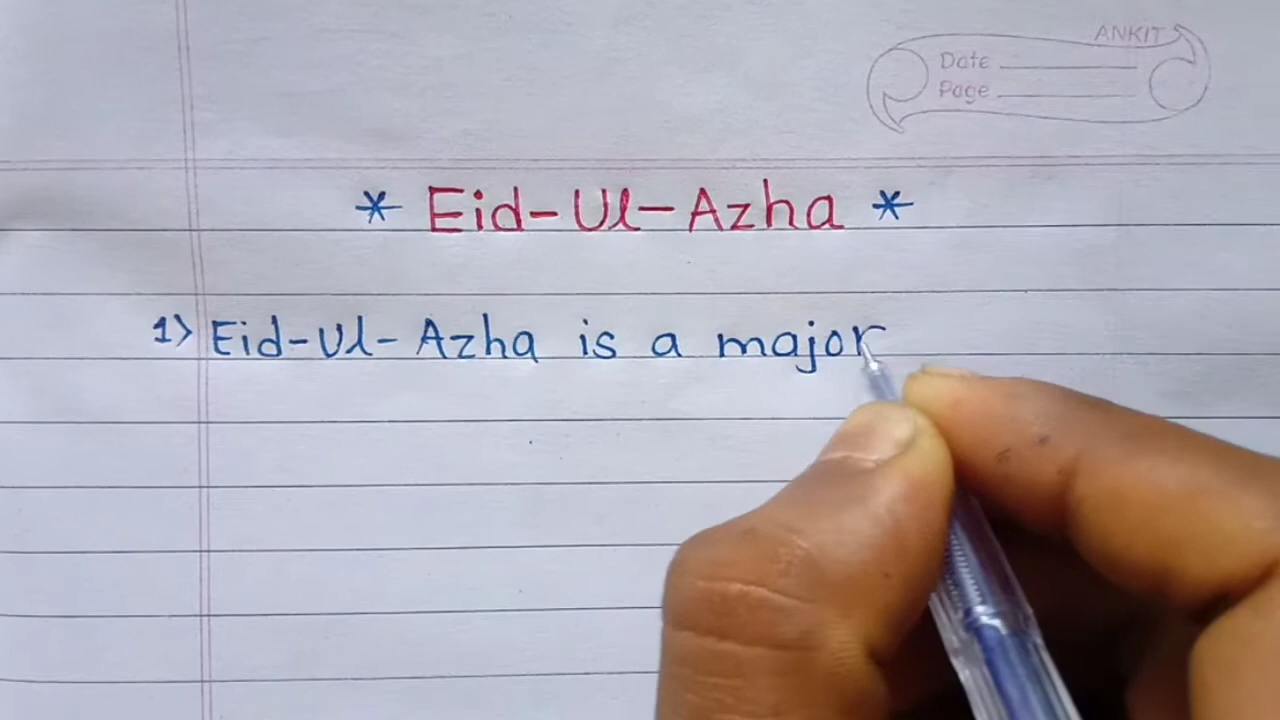 ANKIT
Date
Page
* Eid-Ul-Azha *
1) Eid-Ul-Azha is a major